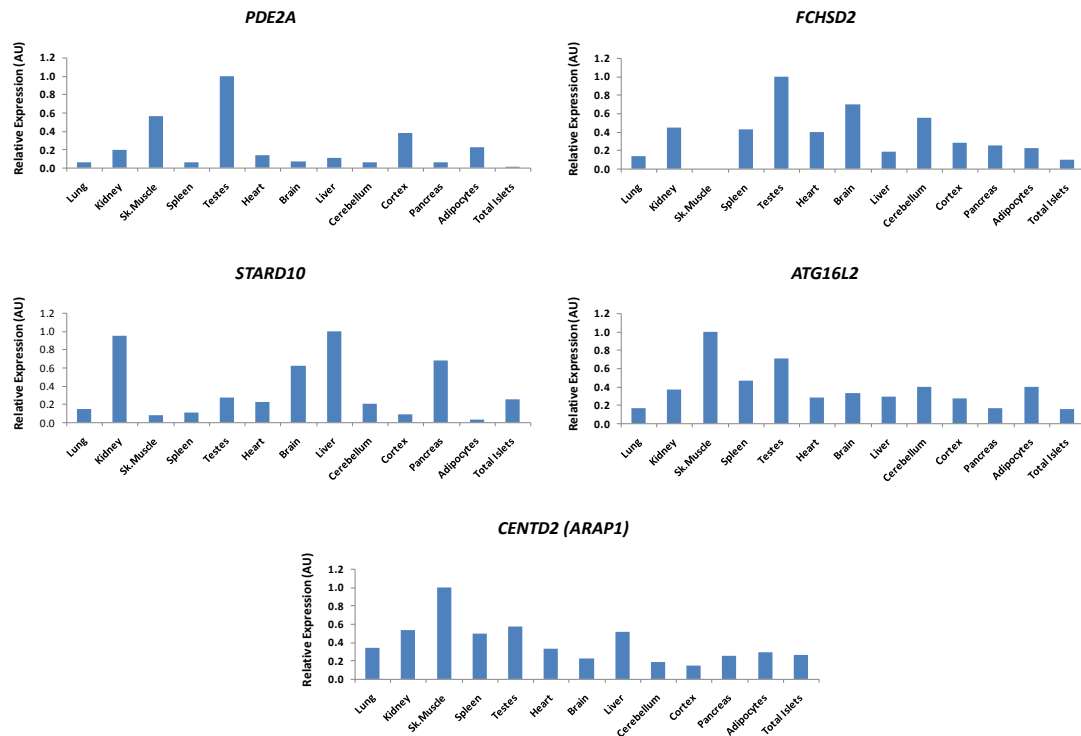 PDE2A
Relative Expression (AU)
1.2
1.0
0.8
0.6
0.4
0.2
0.0
Lung
Kidney
Sk.Muscle
Spleen
Testes
Heart
Brain
Liver
Cerebellum
Cortex
Pancreas
Adipocytes
Total Islets
FCHSD2
Relative Expression (AU)
1.2
1.0
0.8
0.6
0.4
0.2
0.0
Lung
Kidney
Sk.Muscle
Spleen
Testes
Heart
Brain
Liver
Cerebellum
Cortex
Pancreas
Adipocytes
Total Islets
STARD10
Relative Expression (AU)
1.2
1.0
0.8
0.6
0.4
0.2
0.0
Lung
Kidney
Sk.Muscle
Spleen
Testes
Heart
Brain
Liver
Cerebellum
Cortex
Pancreas
Adipocytes
Total Islets
ATG16L2
Relative Expression (AU)
1.2
1.0
0.8
0.6
0.4
0.2
0.0
Lung
Kidney
Sk.Muscle
Spleen
Testes
Heart
Brain
Liver
Cerebellum
Cortex
Pancreas
Adipocytes
Total Islets
CENTD2 (ARAP1)
Relative Expression (AU)
1.2
1.0
0.8
0.6
0.4
0.2
0.0
Lung
Kidney
Sk.Muscle
Spleen
Testes
Heart
Brain
Liver
Cerebellum
Cortex
Pancreas
Adipocytes
Total Islets